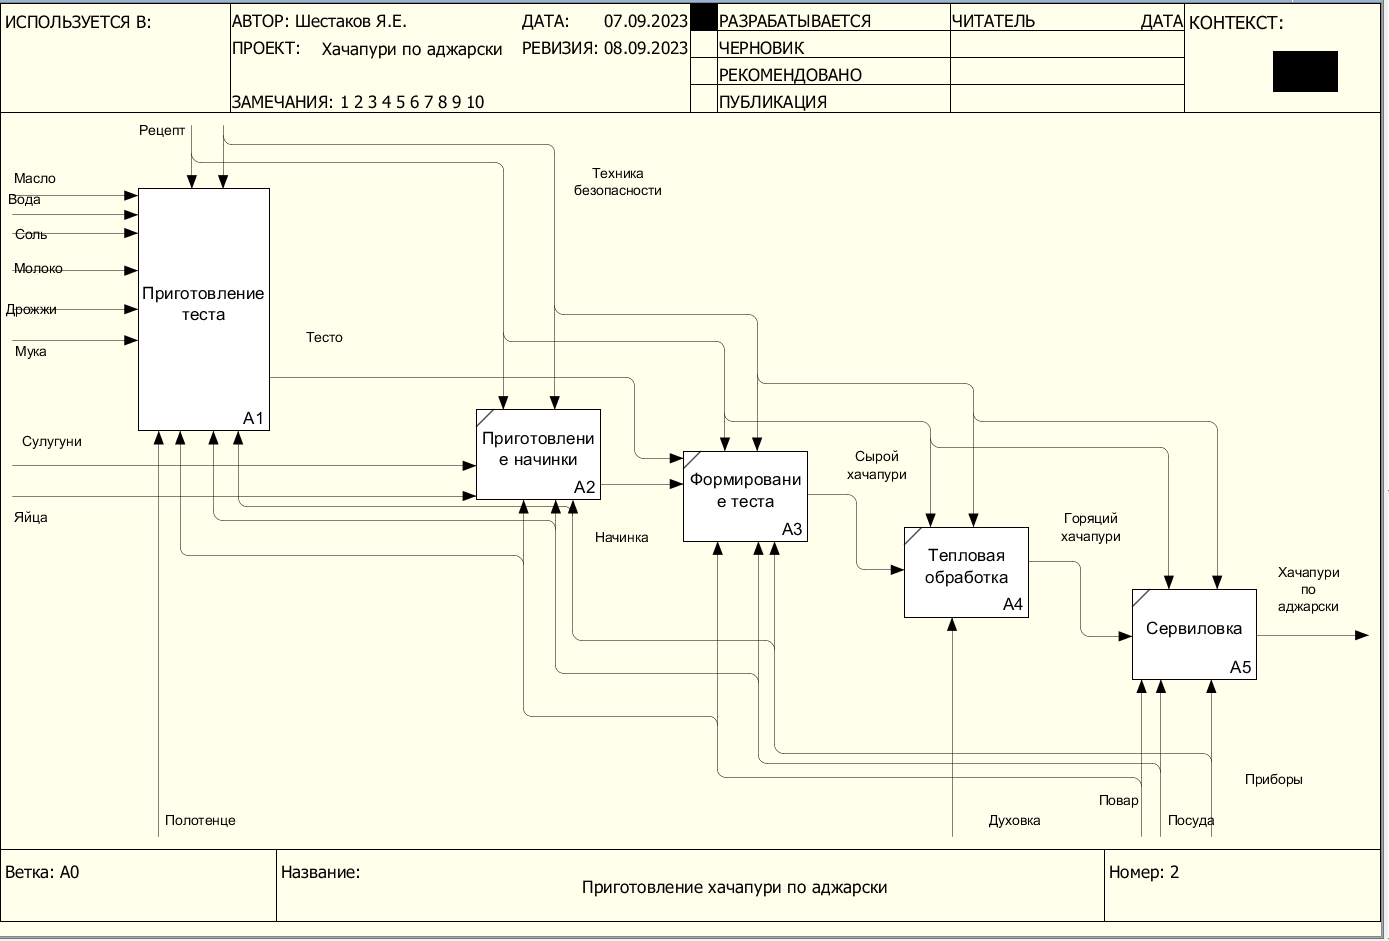 ИСПОЛЬЗУЕТСЯ В:
АВТОР: Шестаков Я.Е.
ДАТА: 07.09.2023
ПРОЕКТ: Хачапури по аджарски
РЕВИЗИЯ: 08.09.2023
ЗАМЕЧАНИЯ: 1 2 3 4 5 6 7 8 9 10
РАЗРАБАТЫВАЕТСЯ
ЧЕРНОВИК
РЕКОМЕНДОВАНО
ПУБЛИКАЦИЯ
ЧИТАТЕЛЬ
ДАТА
КОНТЕКСТ:
Рецепт
Техника
безопасности
Масло
Вода
Соль
Молоко
Дрожжи
Мука
Приготовление
теста
A1
Тесто
Сулугуни
Яйца
Приготовлени
е начинки
A2
Начинка
Формировани
е теста
A3
Сырой
хачапури
Тепловая
обработка
A4
Горяций
хачапури
Сервиловка
A5
Хачапури
по
аджарски
Приборы
Повар
Посуда
Духовка
Полотенце
Ветка: A0
Название:
Приготовление хачапури по аджарски
Номер: 2